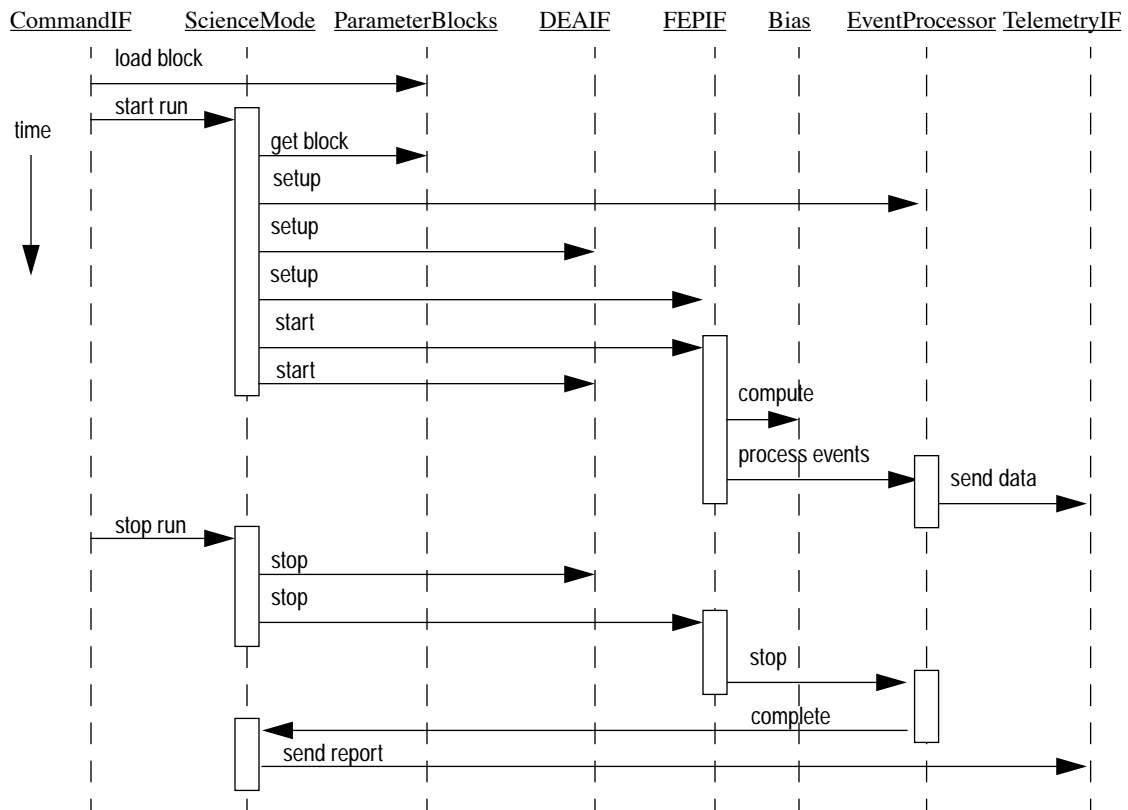 CommandIF ScienceMode ParameterBlocks DEAIF FEPIF Bias EventProcessor TelemetryIF
load block
start run
time
get block
setup
setup
setup
start
start
compute
process events
send data
stop run
stop
stop
stop
complete
send report